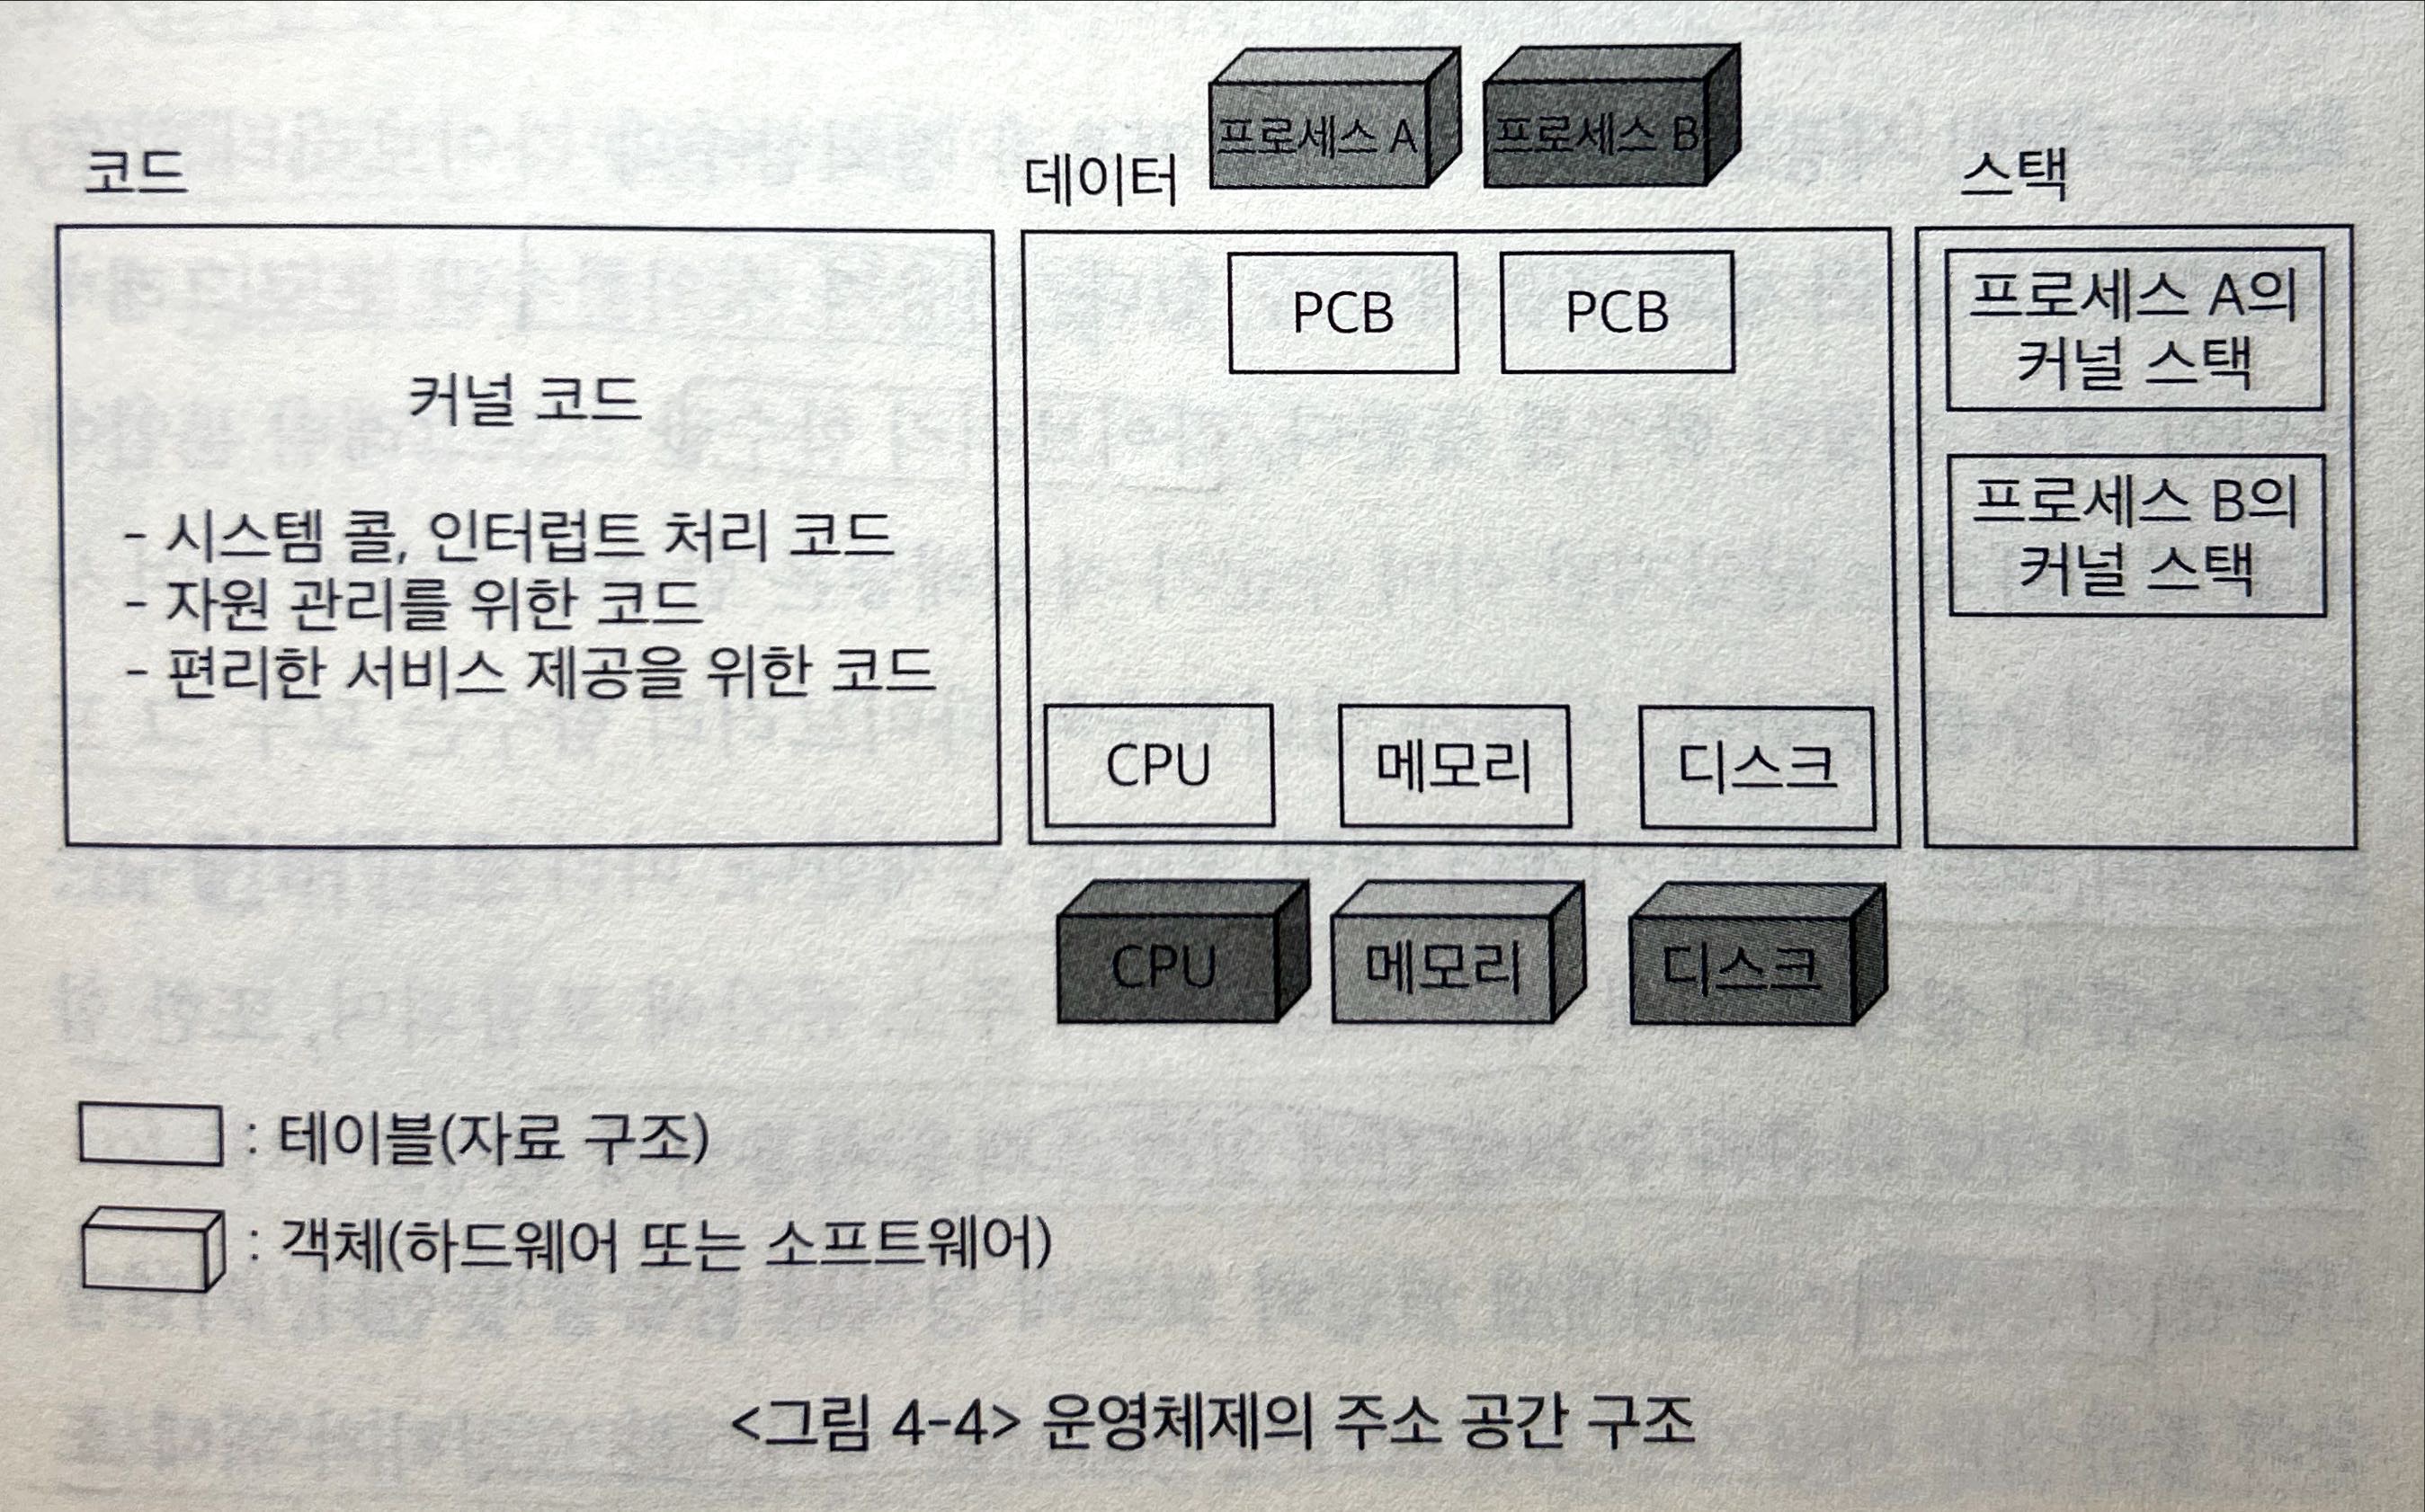 코드
커널 코드
- 시스템 콜, 인터럽트 처리 코드
- 자원 관리를 위한 코드
- 편리한 서비스 제공을 위한 코드
데이터
프로세스 A
프로세스 B
PCB
PCB
CPU
메모리
디스크
CPU
메모리
디스크
스택
프로세스 A의
커널 스택
프로세스 B의
커널 스택
: 테이블(자료 구조)
: 객체(하드웨어 또는 소프트웨어)
<그림 4-4> 운영체제의 주소 공간 구조